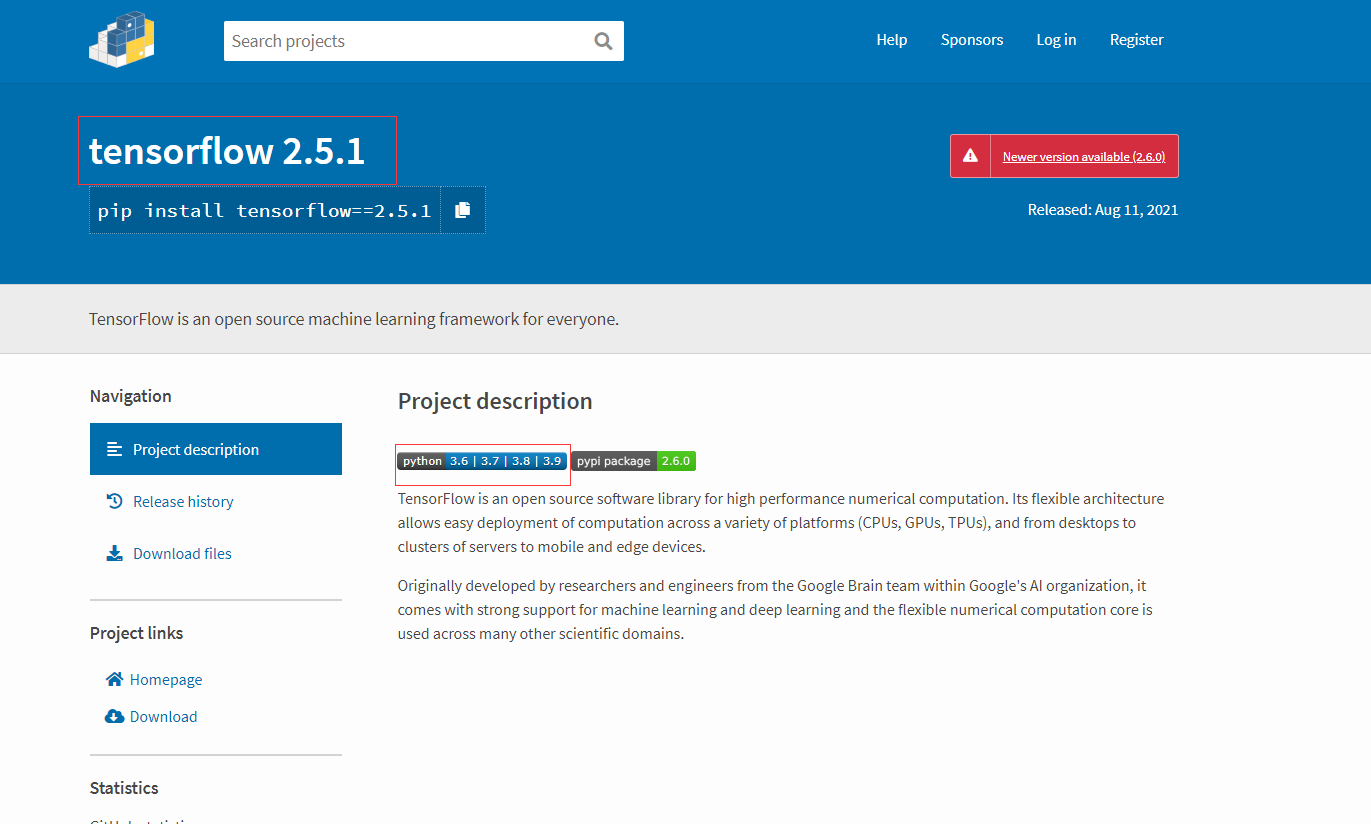 Search projects
Help
Sponsors
Log in
Register
tensorflow 2.5.1
pip install tensorflow==2.5.1
Newer version available (2.6.0)
Released: Aug 11, 2021
TensorFlow is an open source machine learning framework for everyone.
Navigation
Project description
Release history
Download files
Project links
Homepage
Download
Statistics
Project description
python 3.6 | 3.7 | 3.8 | 3.9
pypi package 2.6.0
TensorFlow is an open source software library for high performance numerical computation. Its flexible architecture
allows easy deployment of computation across a variety of platforms (CPUs, GPUs, TPUs), and from desktops to
clusters of servers to mobile and edge devices.
Originally developed by researchers and engineers from the Google Brain team within Google's AI organization, it
comes with strong support for machine learning and deep learning and the flexible numerical computation core is
used across many other scientific domains.